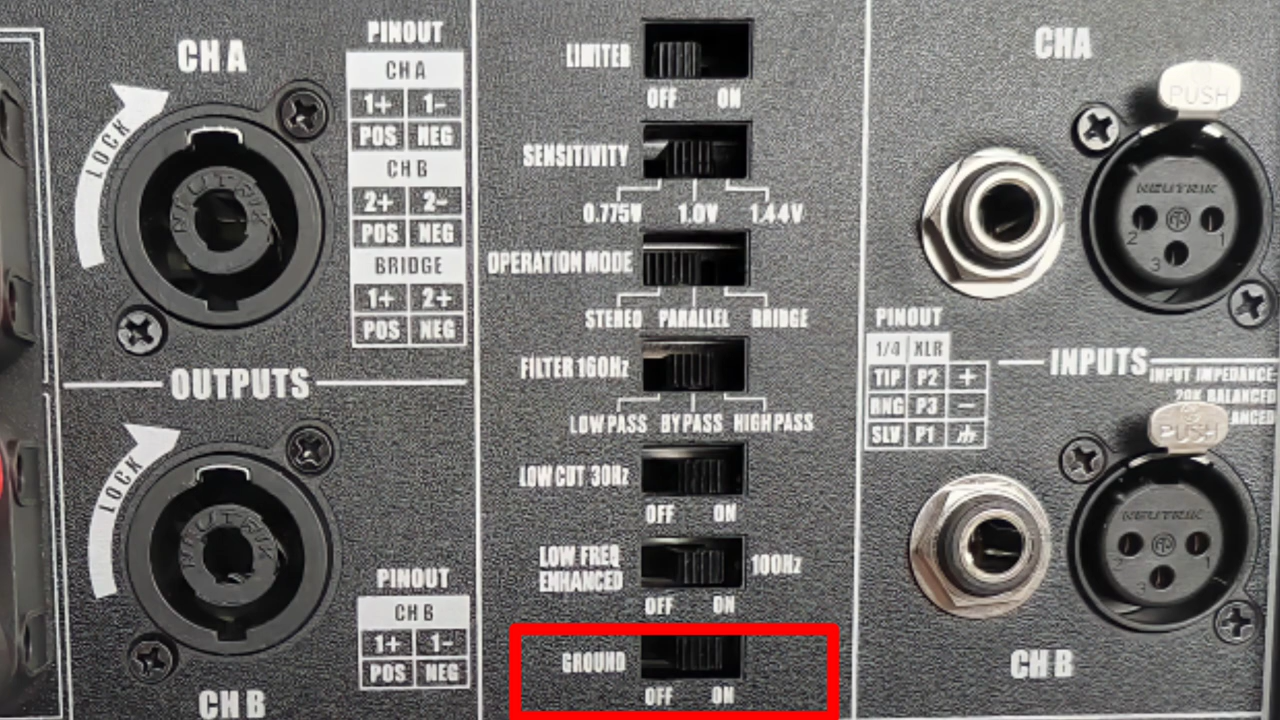 CH A
LOCK
NEUTRIK
PINOUT
CH A
1+ 1-
POS NEG
CH B
2+ 2-
POS NEG
BRIDGE
1+ 2+
POS NEG
OUTPUTS
LOCK
NEUTRIK
PINOUT
CH B
1+ 1-
POS NEG
CH B
LIMITER
OFF ON
SENSITIVITY
0.775V 1.0V 1.44V
OPERATION MODE
STEREO PARALLEL BRIDGE
FILTER 160Hz
LOW PASS BYPASS HIGH PASS
LOW CUT 30Hz
OFF ON
LOW FREQ
ENHANCED
100Hz
OFF ON
GROUND
OFF ON
CHA
PUSH
NEUTRIK
2 1
3
PINOUT
1/4 XLR
TIP P2 +
RNG P3 −
SLV P1
INPUTS
INPUT IMPEDANCE
20K BALANCED
PUSH
NEUTRIK
2 1
3
CH B